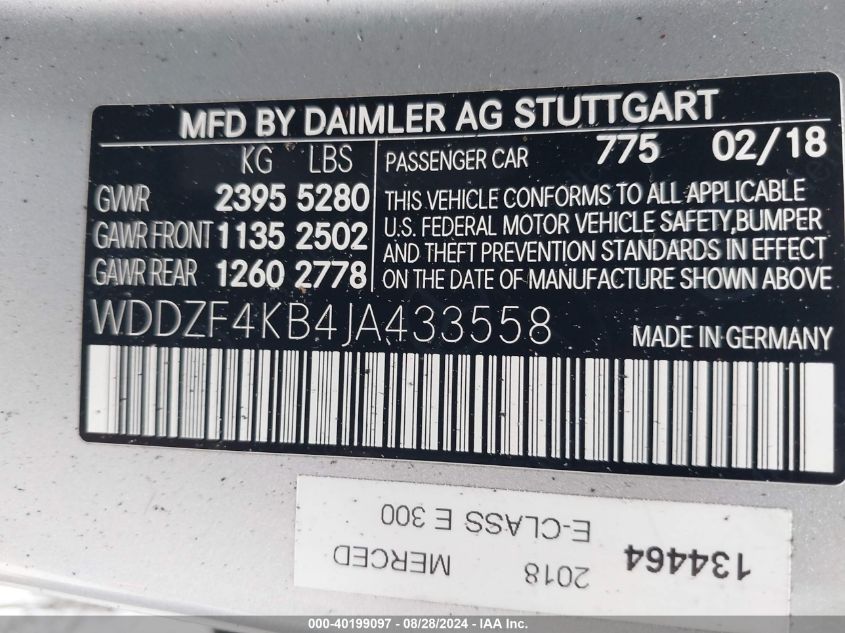 MFD BY DAIMLER AG STUTTGART
KG LBS PASSENGER CAR 775 02/18
GVWR 2395 5280 THIS VEHICLE CONFORMS TO ALL APPLICABLE
GAWR FRONT 1135 2502 U.S. FEDERAL MOTOR VEHICLE SAFETY, BUMPER
AND THEFT PREVENTION STANDARDS IN EFFECT
GAWR REAR 1260 2778 ON THE DATE OF MANUFACTURE SHOWN ABOVE
WDDZF4KB4JA433558 MADE IN GERMANY
134464
2018 MERCED
E-CLASS E 300
000-40199097 / 08/28/2024 - IAA Inc.